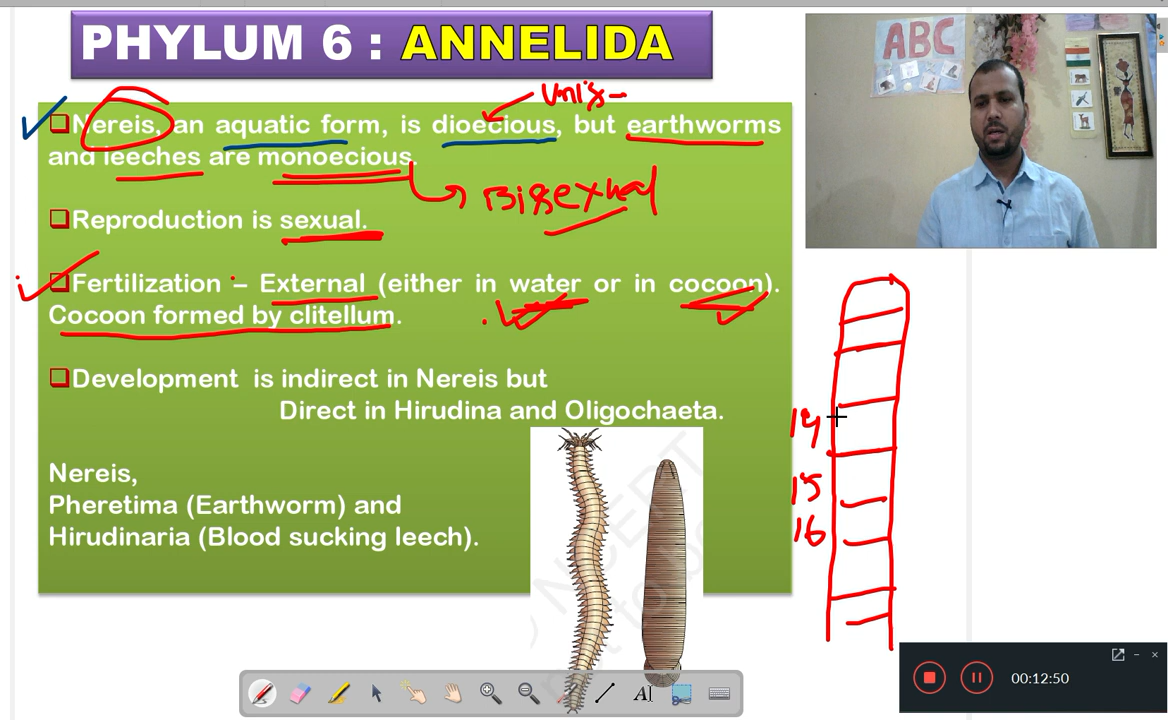 PHYLUM 6 : ANNELIDA
ABC
Unis-
Nereis, an aquatic form, is dioecious, but earthworms
and leeches are monoecious.
Bisexual
Reproduction is sexual.
Fertilization – External (either in water or in cocoon).
Cocoon formed by clitellum.
Development is indirect in Nereis but
Direct in Hirudina and Oligochaeta.
14
15
16
Nereis,
Pheretima (Earthworm) and
Hirudinaria (Blood sucking leech).
00:12:50